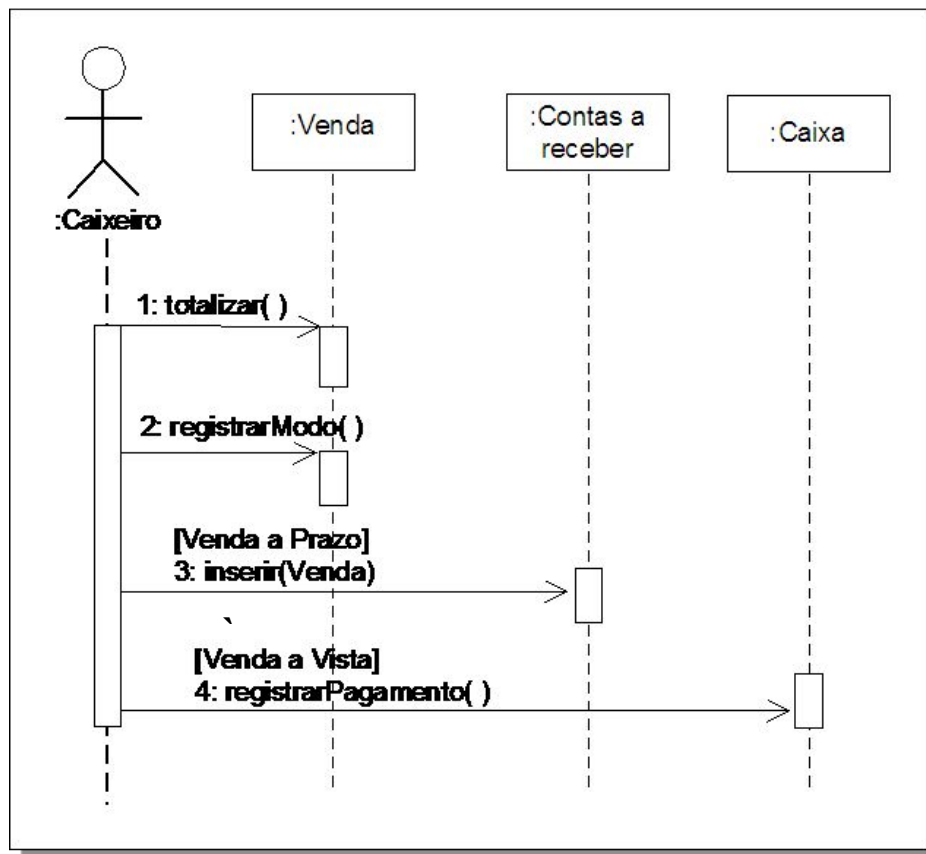 :Venda
:Contas a
receber
:Caixa
:Caixeiro
1: totalizar( )
2: registrarModo( )
[Venda a Prazo]
3: inserir(Venda)
`
[Venda a Vista]
4: registrarPagamento( )